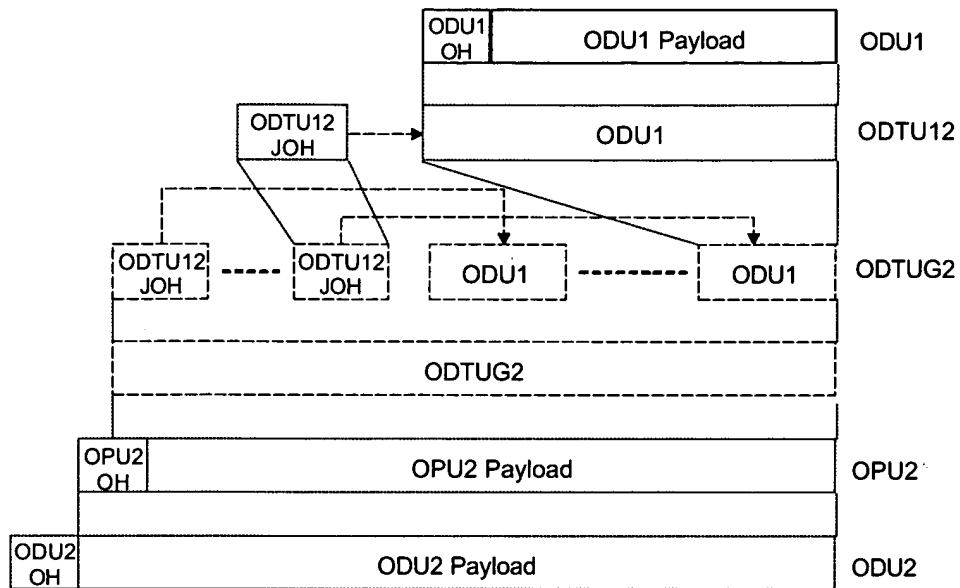 ODU1
OH
ODU1 Payload
ODU1
ODTU12
JOH
ODU1
ODTU12
ODTU12
JOH
ODTU12
JOH
ODU1
ODU1
ODTUG2
ODTUG2
OPU2
OH
OPU2 Payload
OPU2
ODU2
OH
ODU2 Payload
ODU2